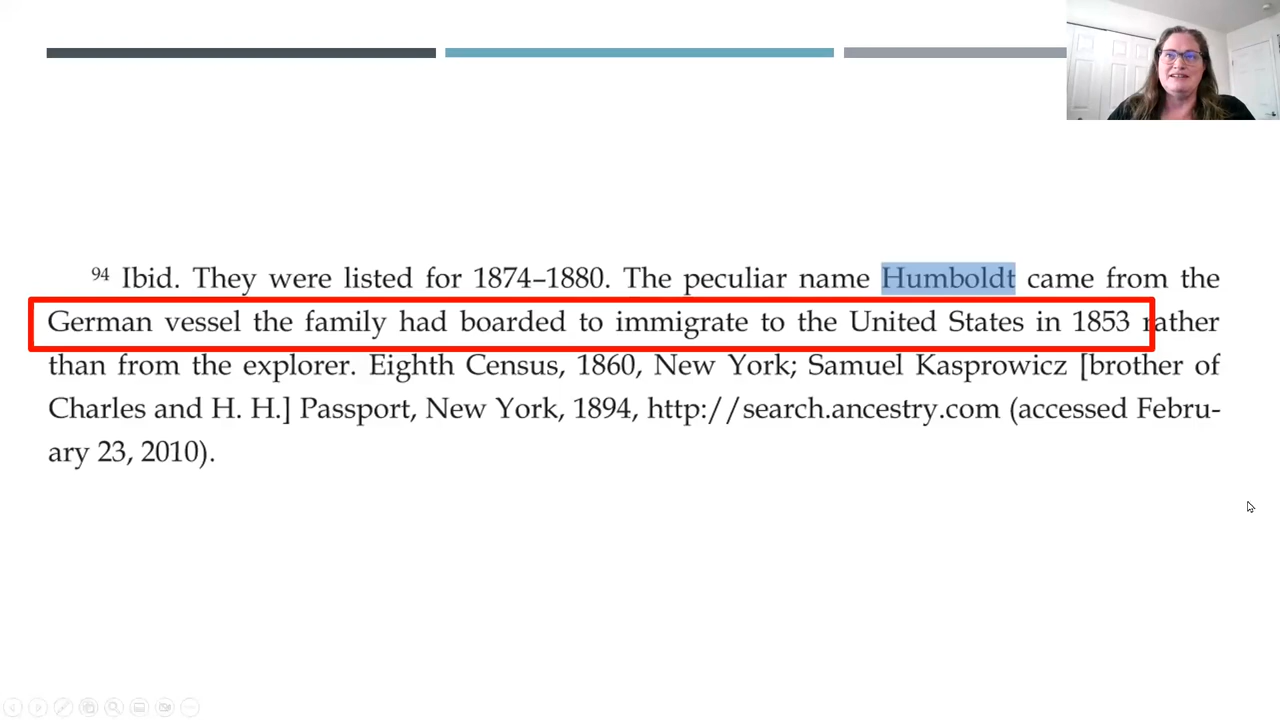 94 Ibid. They were listed for 1874–1880. The peculiar name Humboldt came from the
German vessel the family had boarded to immigrate to the United States in 1853 rather
than from the explorer. Eighth Census, 1860, New York; Samuel Kasprowicz [brother of
Charles and H. H.] Passport, New York, 1894, http://search.ancestry.com (accessed Febru-
ary 23, 2010).